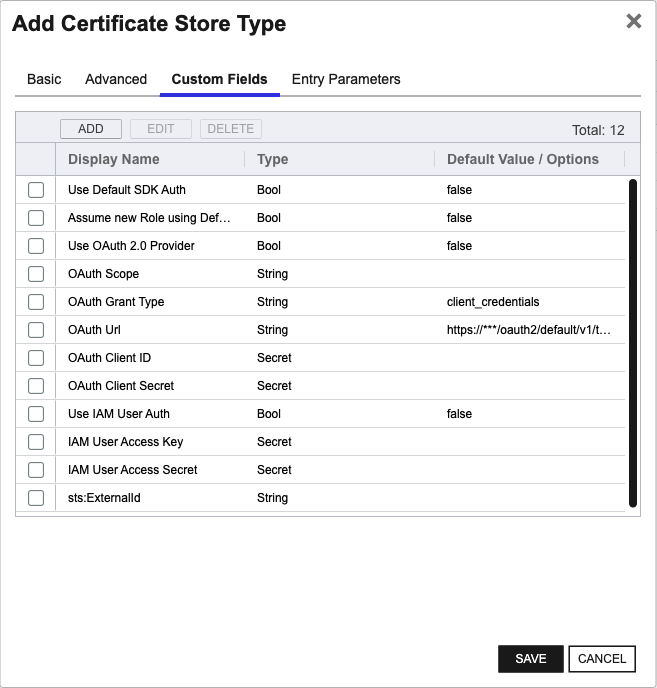 Add Certificate Store Type
Basic Advanced Custom Fields Entry Parameters
ADD EDIT DELETE Total: 12
Display Name Type Default Value / Options
Use Default SDK Auth Bool false
Assume new Role using Def... Bool false
Use OAuth 2.0 Provider Bool false
OAuth Scope String
OAuth Grant Type String client_credentials
OAuth Url String https://***/oauth2/default/v1/t...
OAuth Client ID Secret
OAuth Client Secret Secret
Use IAM User Auth Bool false
IAM User Access Key Secret
IAM User Access Secret Secret
sts:ExternalId String
SAVE CANCEL